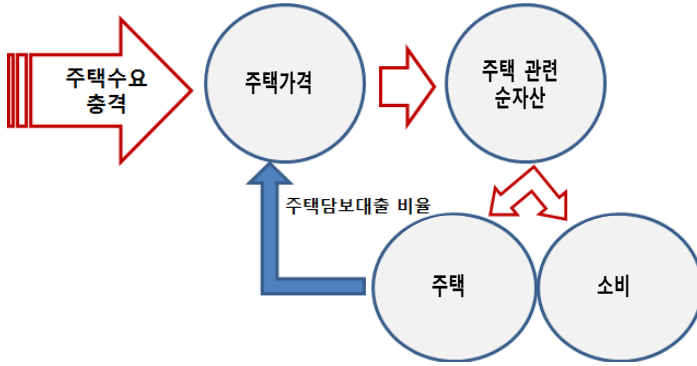 주택수요
충격
주택가격
주택 관련
순자산
주택담보대출 비율
주택
소비